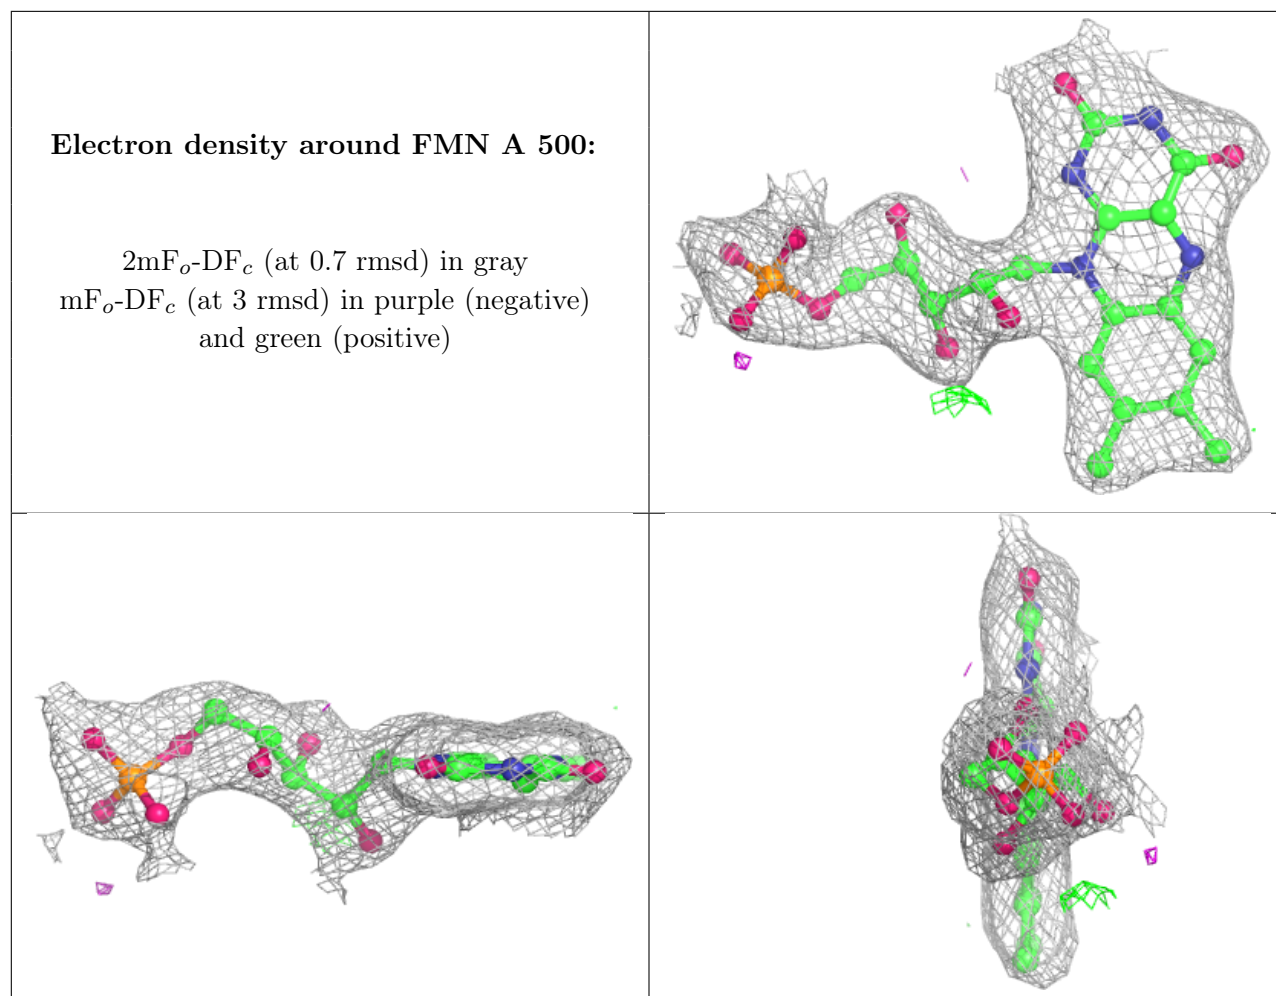 Electron density around FMN A 500:
2mFo-DFc (at 0.7 rmsd) in gray
mFo-DFc (at 3 rmsd) in purple (negative)
and green (positive)